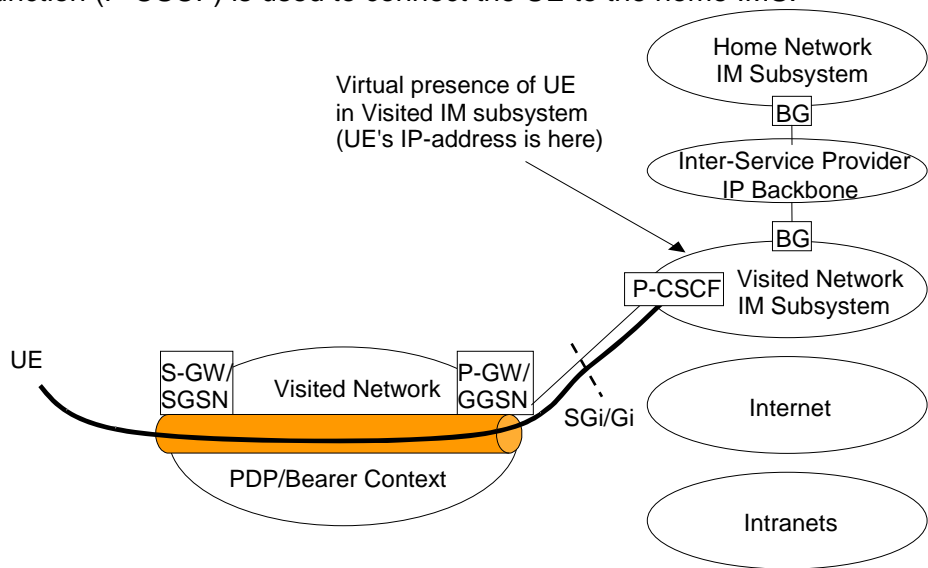 unction (P-CSCF) is used to connect the UE to the home IMS.
Home Network
IM Subsystem
BG
Virtual presence of UE
in Visited IM subsystem
(UE's IP-address is here)
Inter-Service Provider
IP Backbone
BG
P-CSCF
Visited Network
IM Subsystem
UE
S-GW/
SGSN
Visited Network
P-GW/
GGSN
SGi/Gi
Internet
PDP/Bearer Context
Intranets